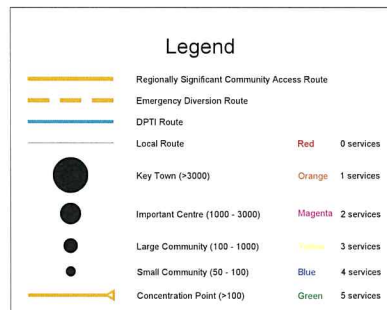 Legend
Regionally Significant Community Access Route
Emergency Diversion Route
DPTI Route
Local Route Red 0 services
Key Town (>3000) Orange 1 services
Important Centre (1000 - 3000) Magenta 2 services
Large Community (100 - 1000) Yellow 3 services
Small Community (50 - 100) Blue 4 services
Concentration Point (>100) Green 5 services